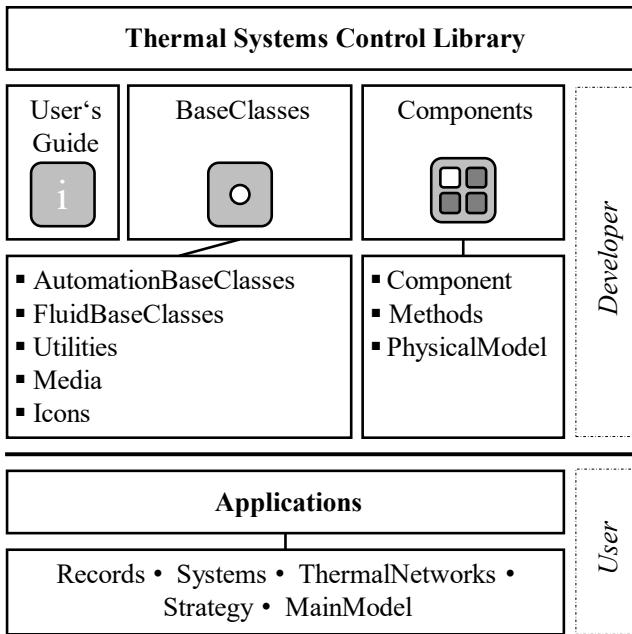 Thermal Systems Control Library
User‘s
Guide
i
BaseClasses
Components
▪ AutomationBaseClasses
▪ FluidBaseClasses
▪ Utilities
▪ Media
▪ Icons
▪ Component
▪ Methods
▪ PhysicalModel
Developer
Applications
Records • Systems • ThermalNetworks •
Strategy • MainModel
User